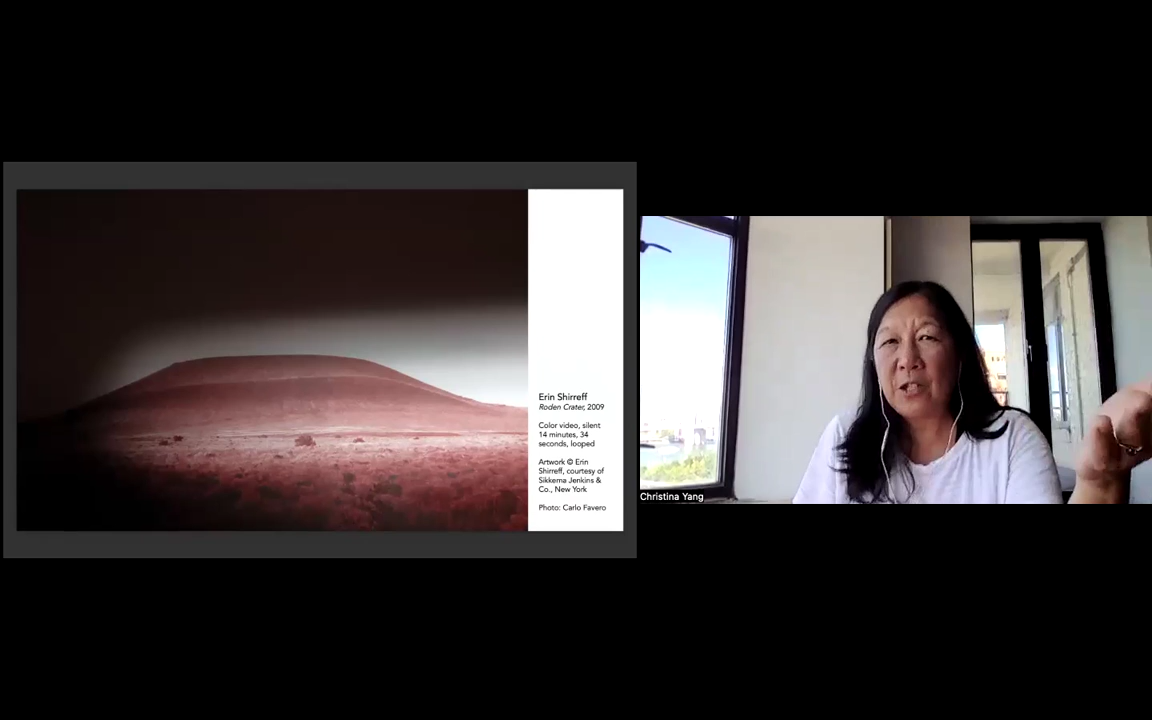 Erin Shirreff
Roden Crater, 2009
Color video, silent
14 minutes, 34
seconds, looped
Artwork © Erin
Shirreff, courtesy of
Sikkema Jenkins &
Co., New York
Photo: Carlo Favero
Christina Yang